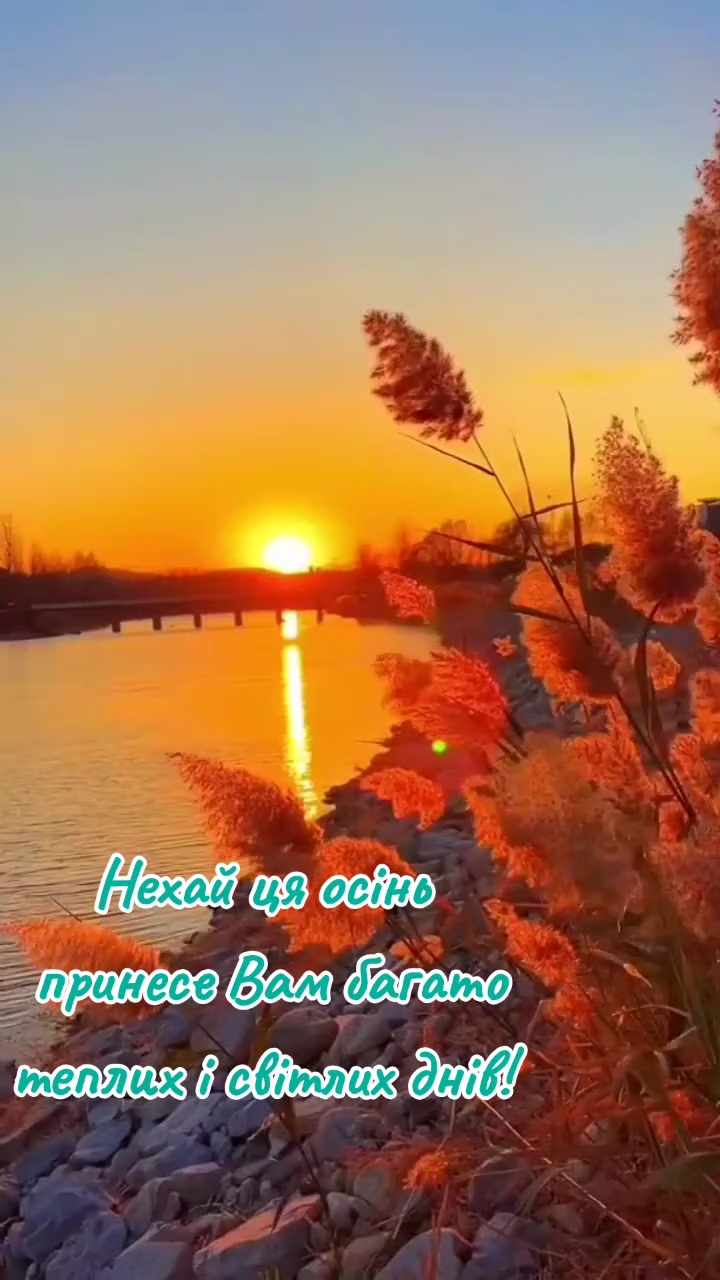 Нехай ця осінь
принесе Вам багато
теплих і світлих днів!